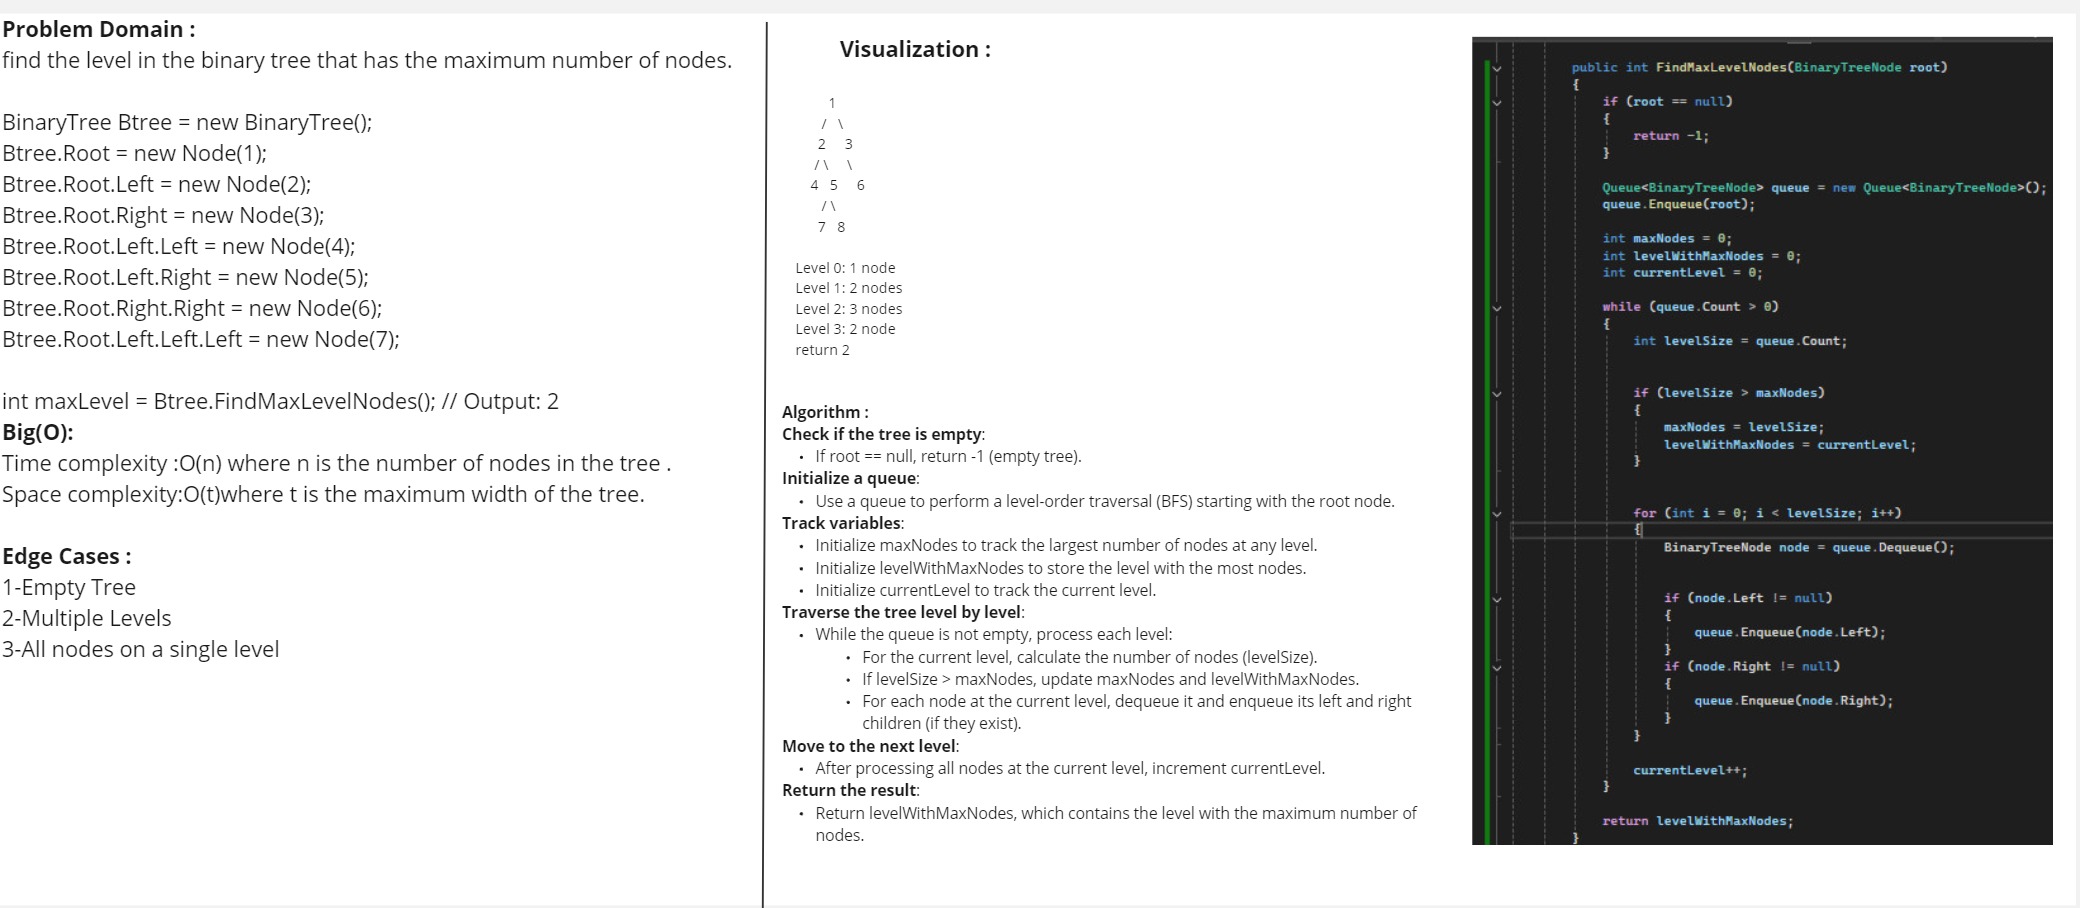 Problem Domain :
find the level in the binary tree that has the maximum number of nodes.
BinaryTree Btree = new BinaryTree();
Btree.Root = new Node(1);
Btree.Root.Left = new Node(2);
Btree.Root.Right = new Node(3);
Btree.Root.Left.Left = new Node(4);
Btree.Root.Left.Right = new Node(5);
Btree.Root.Right.Right = new Node(6);
Btree.Root.Left.Left.Left = new Node(7);
int maxLevel = Btree.FindMaxLevelNodes(); // Output: 2
Big(O):
Time complexity :O(n) where n is the number of nodes in the tree .
Space complexity:O(t)where t is the maximum width of the tree.
Edge Cases :
1-Empty Tree
2-Multiple Levels
3-All nodes on a single level
Visualization :
1
/ \
2 3
/\ \
4 5 6
/\
7 8
Level 0: 1 node
Level 1: 2 nodes
Level 2: 3 nodes
Level 3: 2 node
return 2
Algorithm :
Check if the tree is empty:
• If root == null, return -1 (empty tree).
Initialize a queue:
• Use a queue to perform a level-order traversal (BFS) starting with the root node.
Track variables:
• Initialize maxNodes to track the largest number of nodes at any level.
• Initialize levelWithMaxNodes to store the level with the most nodes.
• Initialize currentLevel to track the current level.
Traverse the tree level by level:
• While the queue is not empty, process each level:
• For the current level, calculate the number of nodes (levelSize).
• If levelSize > maxNodes, update maxNodes and levelWithMaxNodes.
• For each node at the current level, dequeue it and enqueue its left and right
children (if they exist).
Move to the next level:
• After processing all nodes at the current level, increment currentLevel.
Return the result:
• Return levelWithMaxNodes, which contains the level with the maximum number of
nodes.
public int FindMaxLevelNodes(BinaryTreeNode root)
{
if (root == null)
{
return -1;
}
Queue<BinaryTreeNode> queue = new Queue<BinaryTreeNode>();
queue.Enqueue(root);
int maxNodes = 0;
int levelWithMaxNodes = 0;
int currentLevel = 0;
while (queue.Count > 0)
{
int levelSize = queue.Count;
if (levelSize > maxNodes)
{
maxNodes = levelSize;
levelWithMaxNodes = currentLevel;
}
for (int i = 0; i < levelSize; i++)
{
BinaryTreeNode node = queue.Dequeue();
if (node.Left != null)
{
queue.Enqueue(node.Left);
}
if (node.Right != null)
{
queue.Enqueue(node.Right);
}
}
currentLevel++;
}
return levelWithMaxNodes;
}